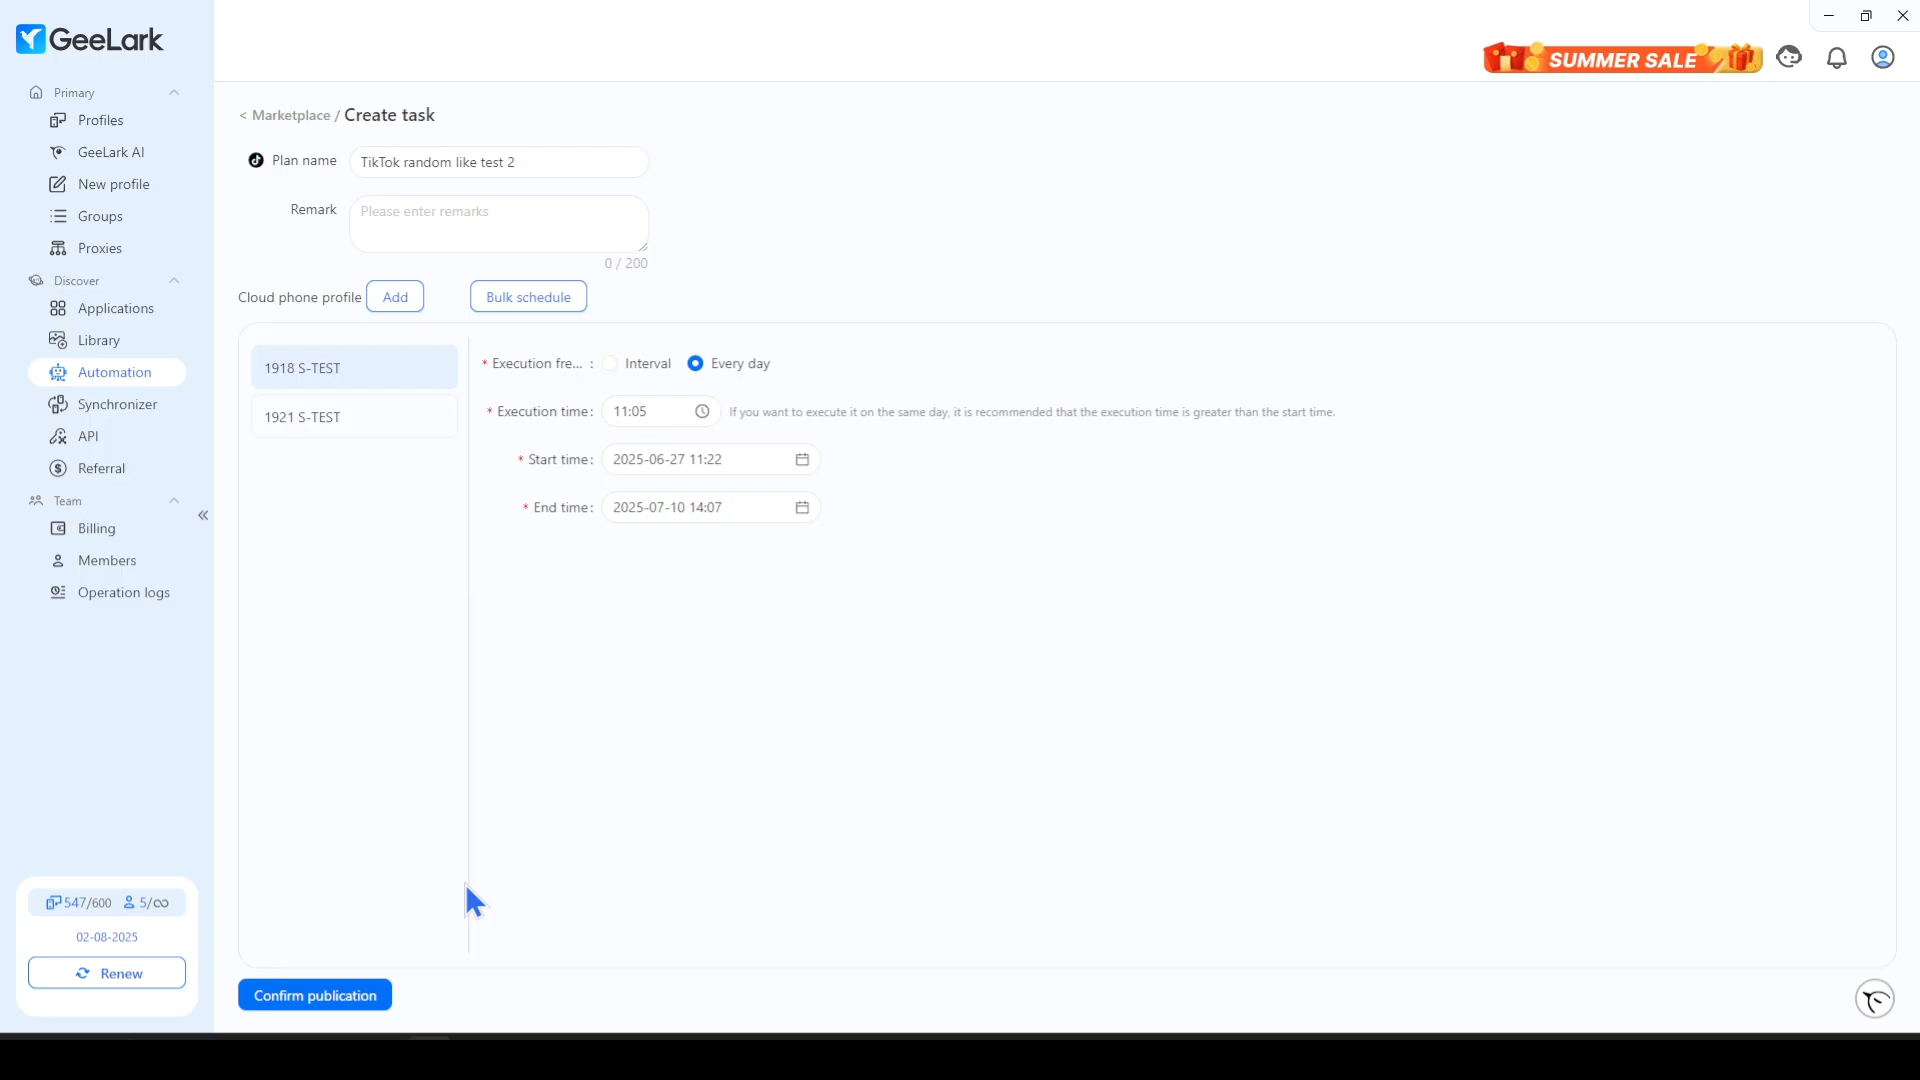 GeeLark
SUMMER SALE
Primary
Profiles
GeeLark AI
New profile
Groups
Proxies
Discover
Applications
Library
Automation
Synchronizer
API
Referral
Team
Billing
Members
Operation logs
547/600 5/∞
02-08-2025
Renew
< Marketplace / Create task
Plan name TikTok random like test 2
Remark Please enter remarks
0 / 200
Cloud phone profile Add Bulk schedule
1918 S-TEST
1921 S-TEST
* Execution fre... : Interval Every day
* Execution time: 11:05 If you want to execute it on the same day, it is recommended that the execution time is greater than the start time.
* Start time: 2025-06-27 11:22
* End time: 2025-07-10 14:07
Confirm publication